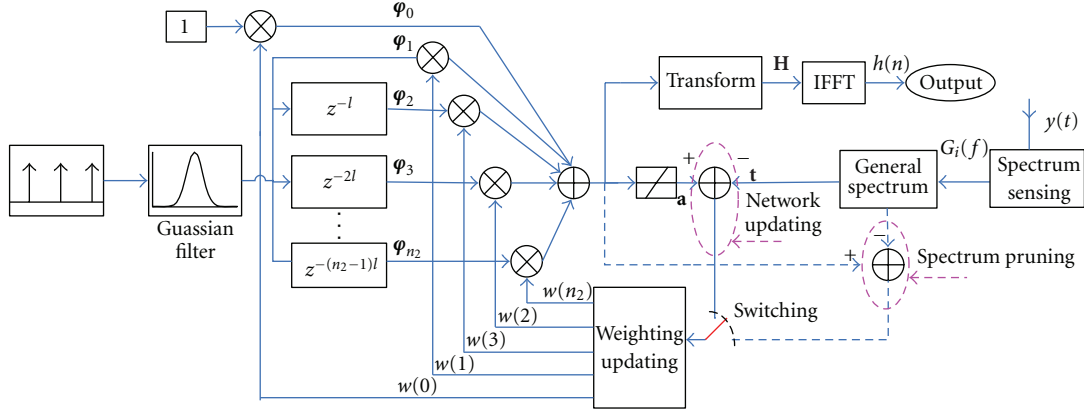 1
φ₀
φ₁
φ₂
φ₃
φₙ₂
z⁻ˡ
z⁻²ˡ
z⁻⁽ⁿ²⁻¹⁾ˡ
Guassian
filter
Transform
H
IFFT
h(n)
Output
y(t)
Gᵢ(f)
General
spectrum
Spectrum
sensing
+
−
a
t
Network
updating
−
+
Spectrum pruning
Switching
Weighting
updating
w(n₂)
w(2)
w(3)
w(1)
w(0)